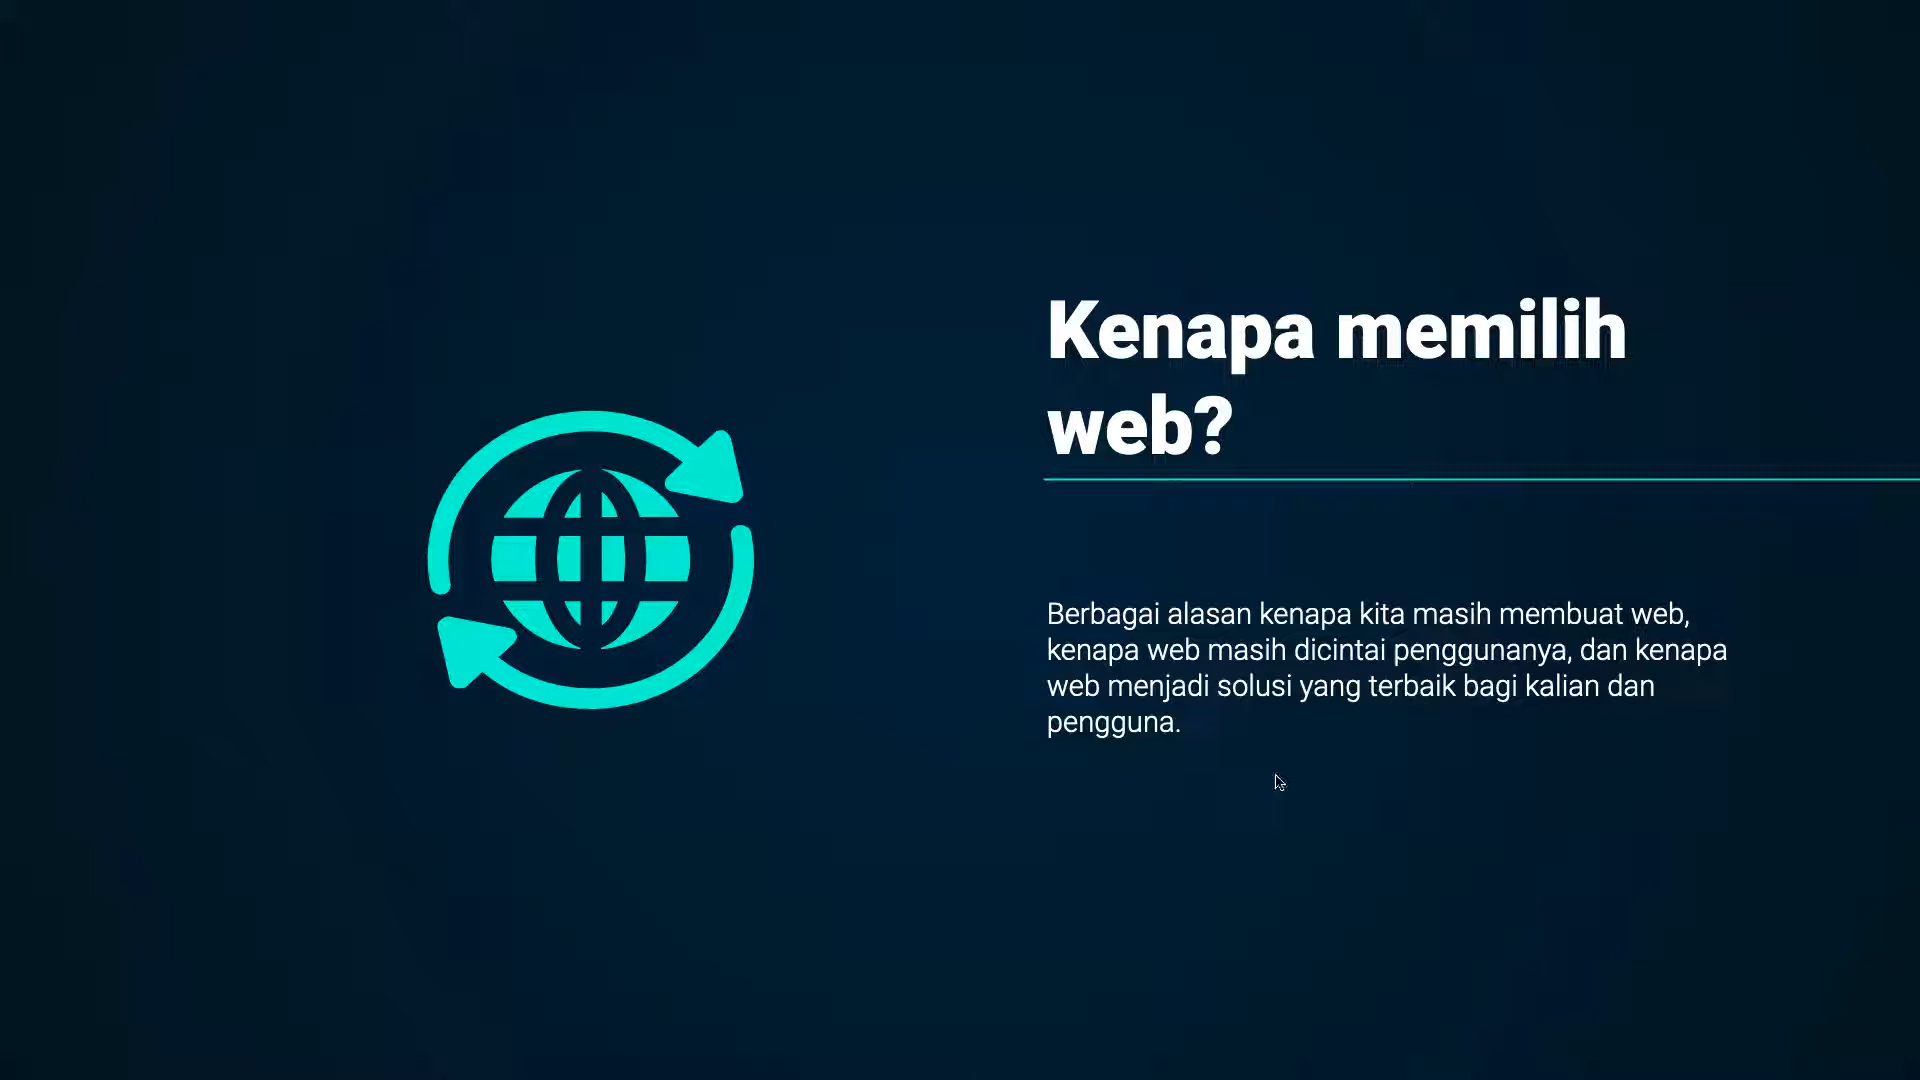 Kenapa memilih
web?
Berbagai alasan kenapa kita masih membuat web,
kenapa web masih dicintai penggunanya, dan kenapa
web menjadi solusi yang terbaik bagi kalian dan
pengguna.